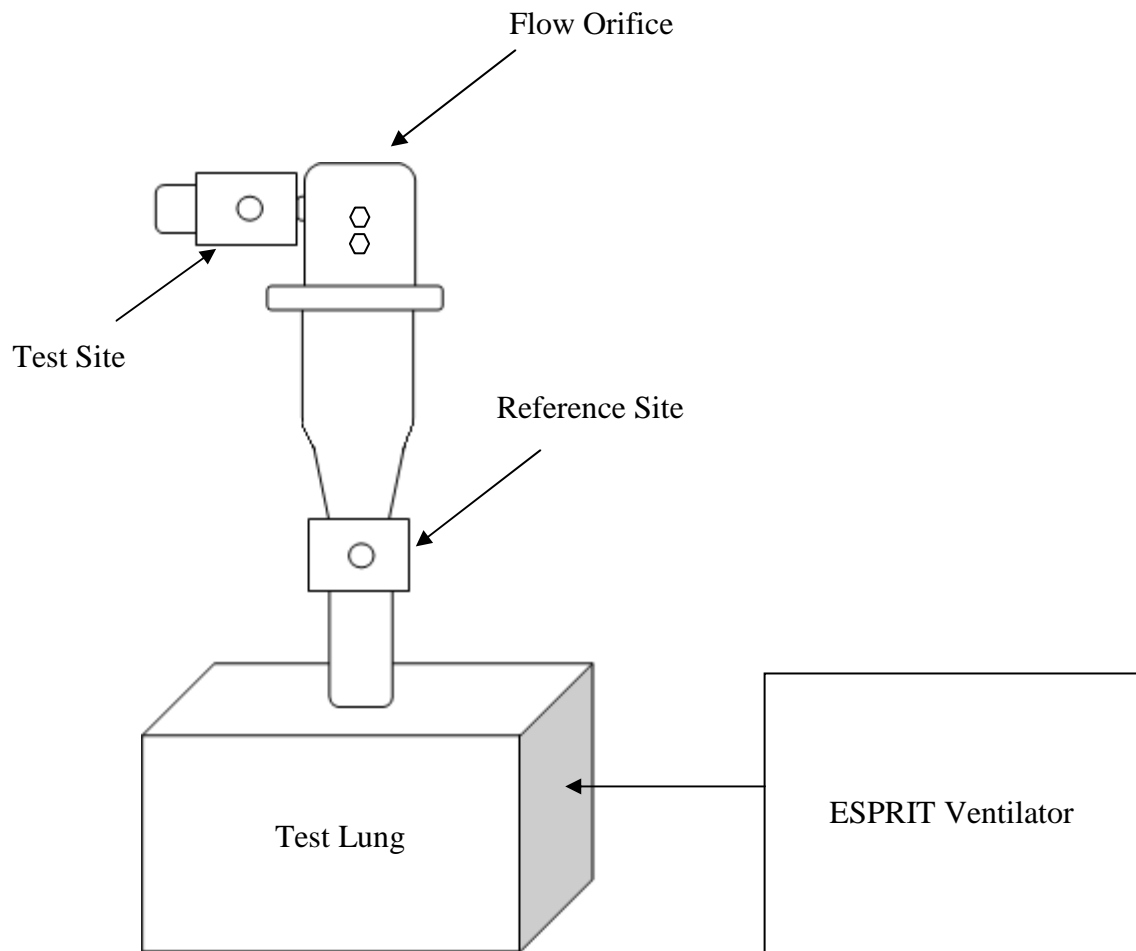 Flow Orifice
Test Site
Reference Site
Test Lung
ESPRIT Ventilator